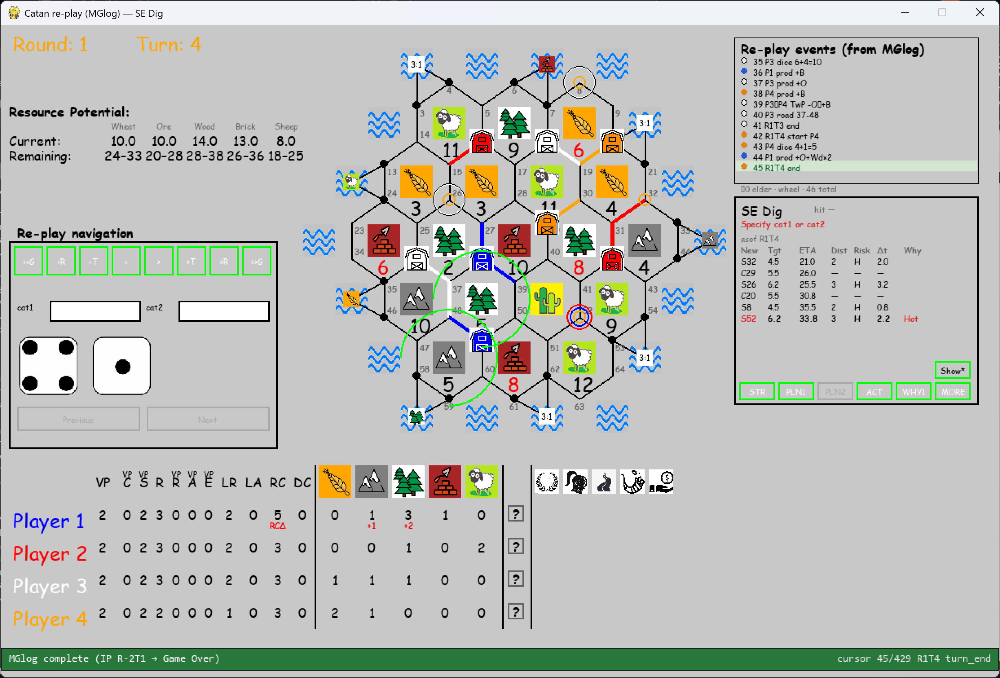 Catan re-play (MGlog) — SE Dig
Round: 1 Turn: 4
Resource Potential:
Wheat Ore Wood Brick Sheep
Current: 10.0 10.0 14.0 13.0 8.0
Remaining: 24-33 20-28 28-38 26-36 18-25
Re-play navigation
<<G <R <T < > >T >R >>G
cat1 cat2
Previous Next
3:1
4 6 8
3 5 7 9
3:1
14
11 9 6
13 15 17 19 21
24 26 28 30 32
3 3 11 4
23 25 27 31 33
34 40 44
6 2 10 8 4
35 37 39 41 43
46 48 50 54
10 5 9
47 51 53
3:1
58 60 62 64
5 8 12
59 61 63
3:1
Re-play events (from MGlog)
35 P3 dice 6+4=10
36 P1 prod +B
37 P3 prod +O
38 P4 prod +B
39 P3▯P4 TwP -O▯+B
40 P3 road 37-48
41 R1T3 end
42 R1T4 start P4
43 P4 dice 4+1=5
44 P1 prod +O+Wd×2
45 R1T4 end
▯0 older · wheel · 46 total
SE Dig hit —
Specify cat1 or cat2
asof R1T4
New Tgt ETA Dist Risk Δt Why
S32 4.5 21.0 2 H 2.0
C29 5.5 26.0 — — —
S26 6.2 25.5 3 H 3.2
C20 5.5 30.8 — — —
S8 4.5 35.5 2 H 0.8
S52 6.2 33.8 3 H 2.2 Hot
Show*
STR PLN1 PLN2 ACT WHY1 MORE
VP VP VP VP VP
VP C S R R A E LR LA RC DC
Player 1 2 0 2 3 0 0 0 2 0 5 0 0 1 3 1 0 ?
RCΔ +1 +2
Player 2 2 0 2 3 0 0 0 2 0 3 0 0 0 1 0 2 ?
Player 3 2 0 2 3 0 0 0 2 0 3 0 1 1 1 0 0 ?
Player 4 2 0 2 2 0 0 0 1 0 3 0 2 1 0 0 0 ?
MGlog complete (IP R-2T1 → Game Over)
cursor 45/429 R1T4 turn_end